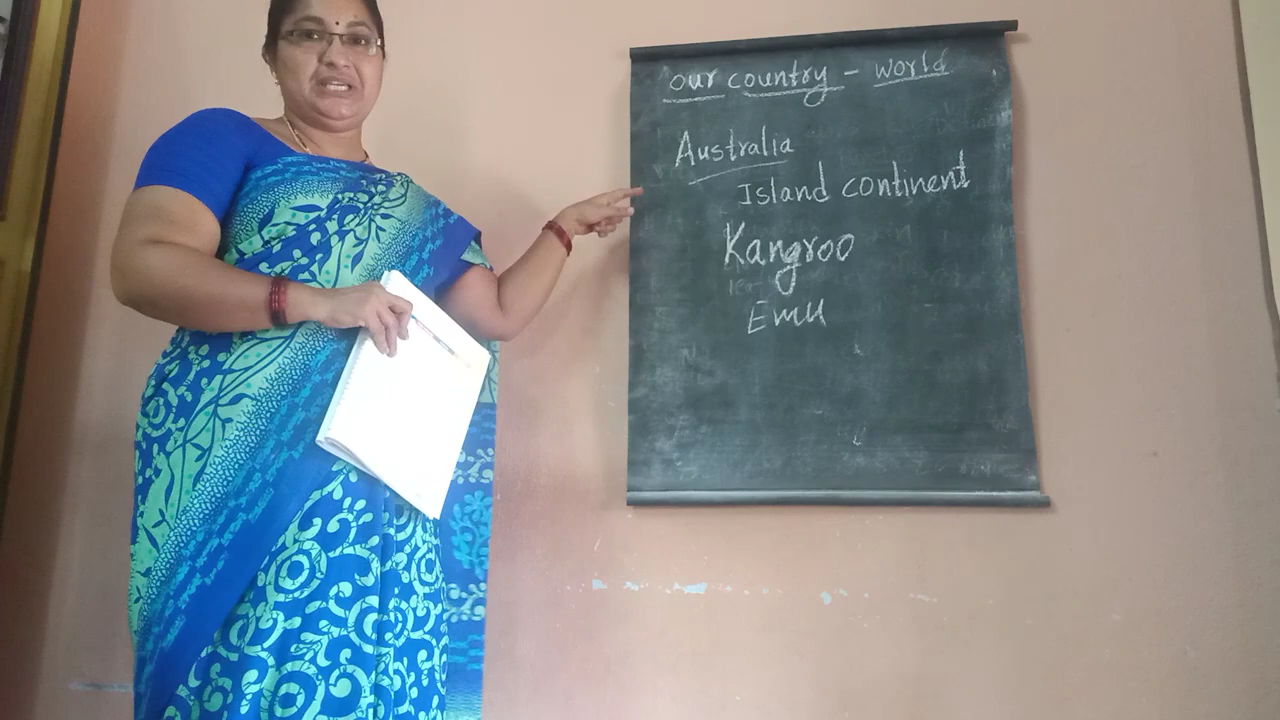 our country - world
Australia
Island continent
Kangroo
Emu